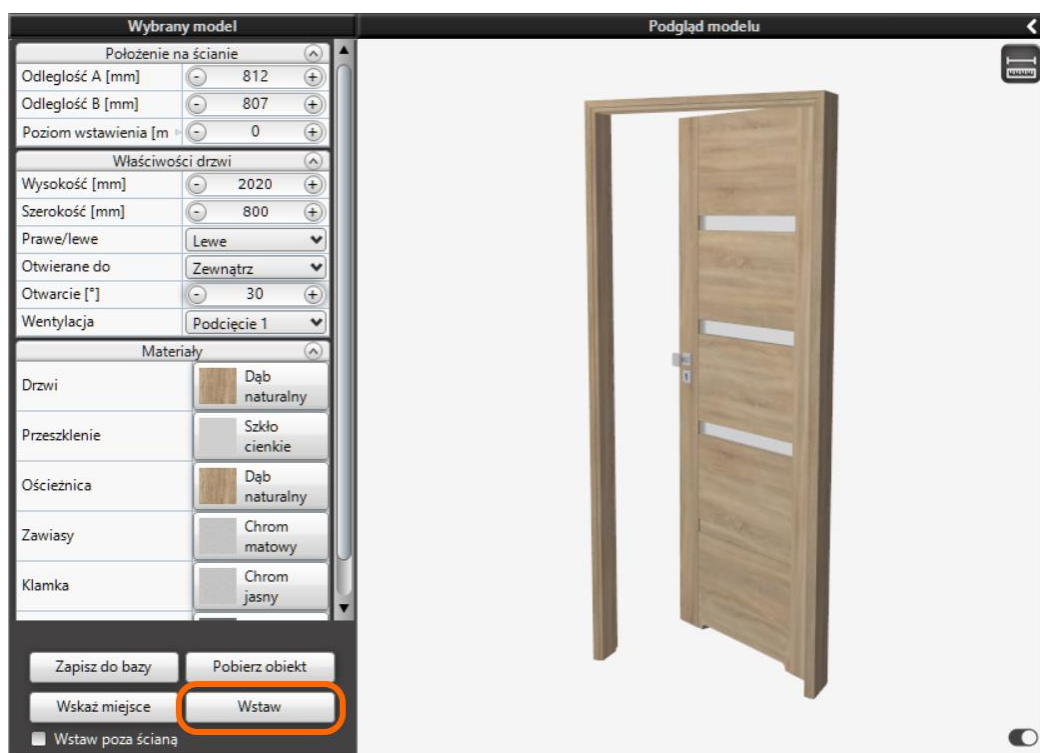 Wybrany model
Podgląd modelu
Położenie na ścianie
Odległość A [mm] - 812 +
Odległość B [mm] - 807 +
Poziom wstawienia [m - 0 +
Właściwości drzwi
Wysokość [mm] - 2020 +
Szerokość [mm] - 800 +
Prawe/lewe Lewe
Otwierane do Zewnątrz
Otwarcie [°] - 30 +
Wentylacja Podcięcie 1
Materiały
Drzwi
Dąb
naturalny
Przeszklenie
Szkło
cienkie
Ościeżnica
Dąb
naturalny
Zawiasy
Chrom
matowy
Klamka
Chrom
jasny
Zapisz do bazy Pobierz obiekt
Wskaż miejsce Wstaw
Wstaw poza ścianą